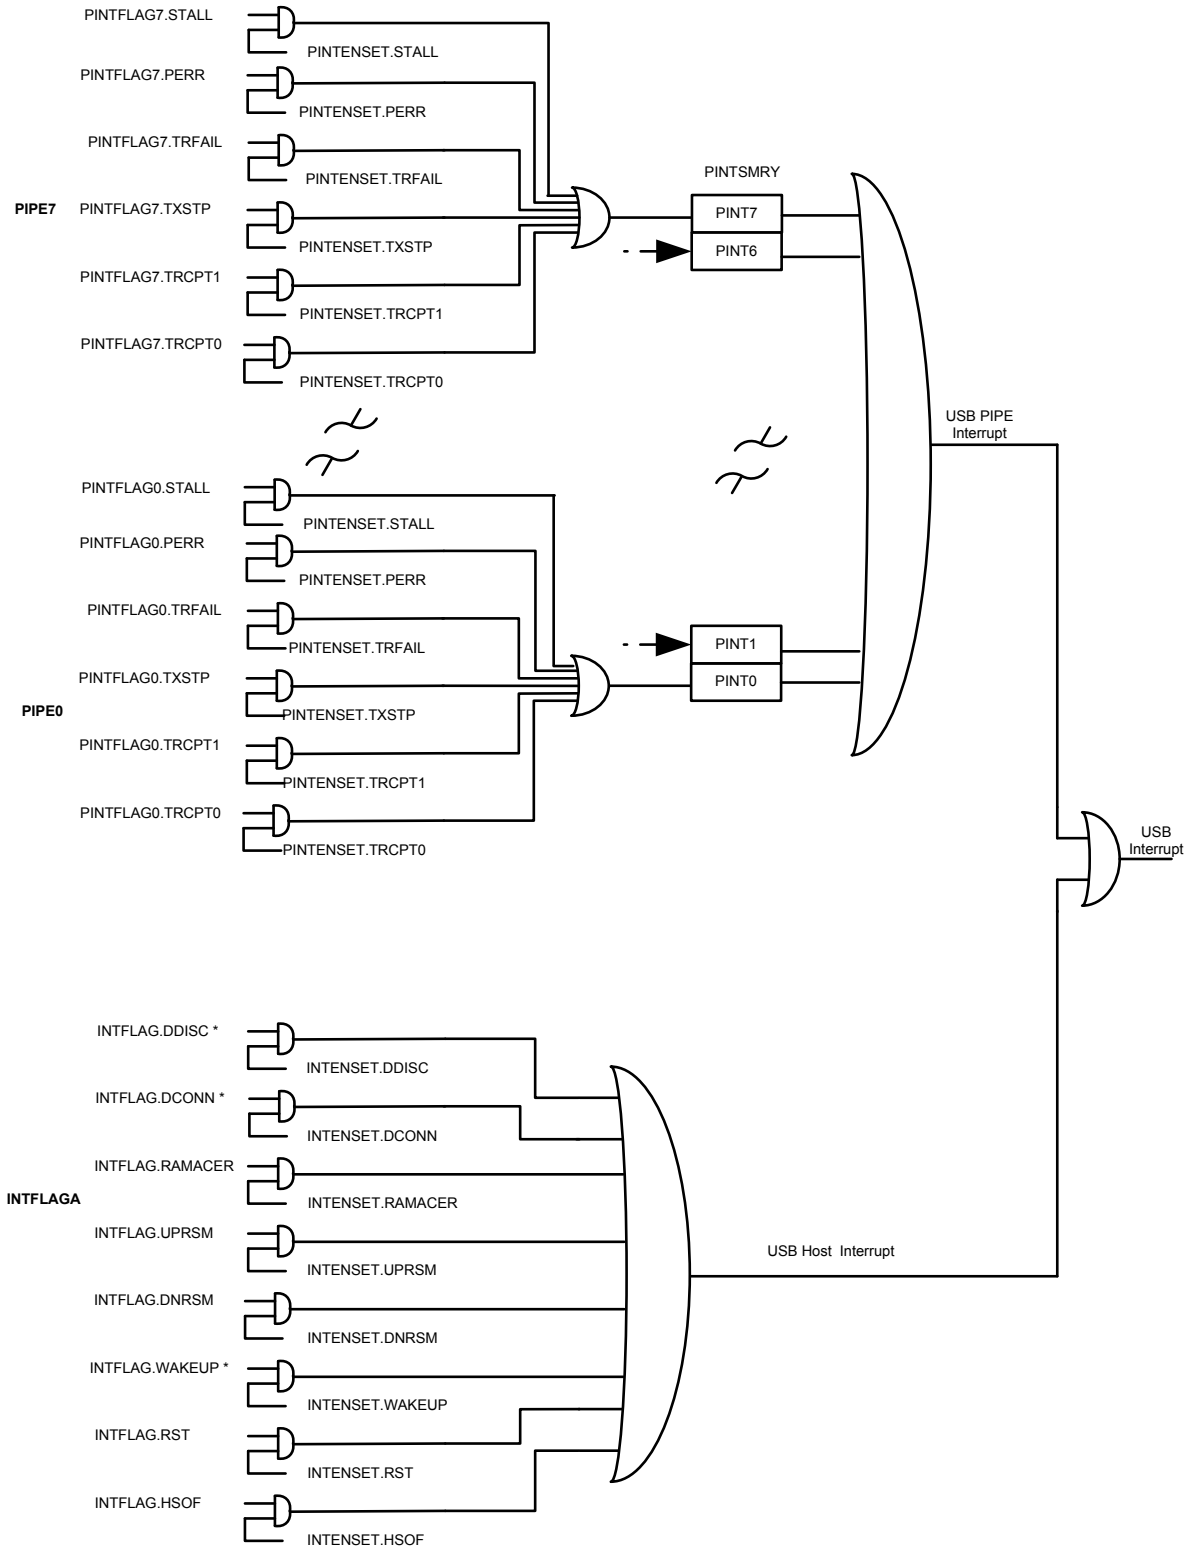 PINTFLAG7.STALL
PINTENSET.STALL
PINTFLAG7.PERR
PINTENSET.PERR
PINTFLAG7.TRFAIL
PINTENSET.TRFAIL
PINTSMRY
PIPE7
PINTFLAG7.TXSTP
PINTENSET.TXSTP
PINT7
PINT6
PINTFLAG7.TRCPT1
PINTENSET.TRCPT1
PINTFLAG7.TRCPT0
PINTENSET.TRCPT0
USB PIPE
Interrupt
PINTFLAG0.STALL
PINTENSET.STALL
PINTFLAG0.PERR
PINTENSET.PERR
PINTFLAG0.TRFAIL
PINTENSET.TRFAIL
PINT1
PINT0
PINTFLAG0.TXSTP
PIPE0
PINTENSET.TXSTP
PINTFLAG0.TRCPT1
PINTENSET.TRCPT1
PINTFLAG0.TRCPT0
PINTENSET.TRCPT0
USB
Interrupt
INTFLAG.DDISC *
INTENSET.DDISC
INTFLAG.DCONN *
INTENSET.DCONN
INTFLAG.RAMACER
INTFLAGA
INTENSET.RAMACER
INTFLAG.UPRSM
INTENSET.UPRSM
USB Host Interrupt
INTFLAG.DNRSM
INTENSET.DNRSM
INTFLAG.WAKEUP *
INTENSET.WAKEUP
INTFLAG.RST
INTENSET.RST
INTFLAG.HSOF
INTENSET.HSOF